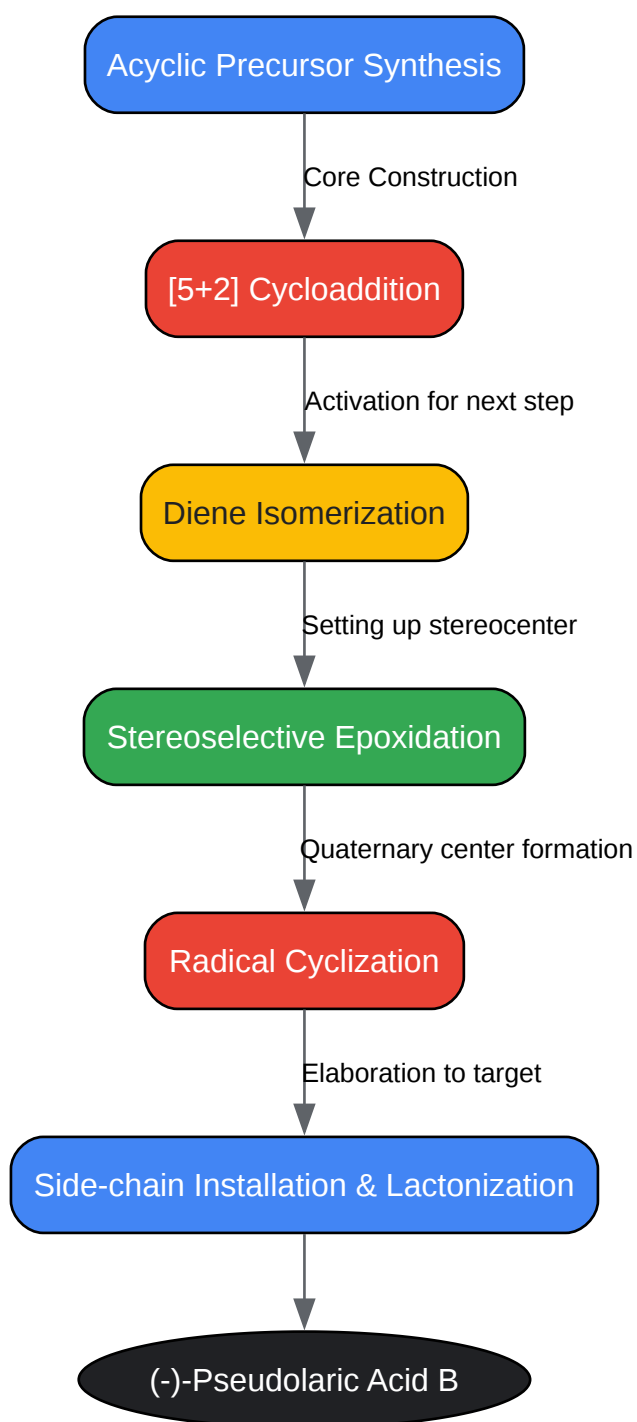 Acyclic Precursor Synthesis
Core Construction
[5+2] Cycloaddition
Activation for next step
Diene Isomerization
Setting up stereocenter
Stereoselective Epoxidation
Quaternary center formation
Radical Cyclization
Elaboration to target
Side-chain Installation & Lactonization
(-)-Pseudolaric Acid B